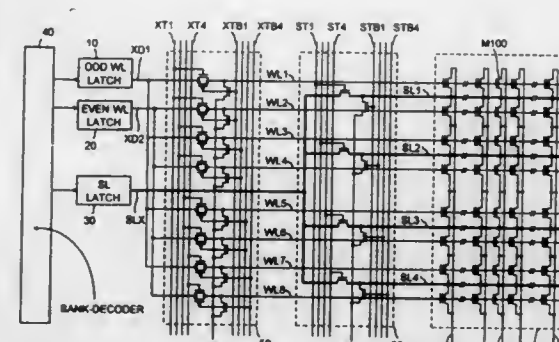 40
10
XT1 XT4 XTB1 XTB4 ST1 ST4 STB1 STB4
M100
XD1
ODD WL
LATCH
WL1
SL1
EVEN WL
LATCH
WL2
XD2
20
WL3
SL2
WL4
SL
LATCH
30
SLX
WL5
SL3
WL6
WL7
SL4
WL8
BANK-DECODER